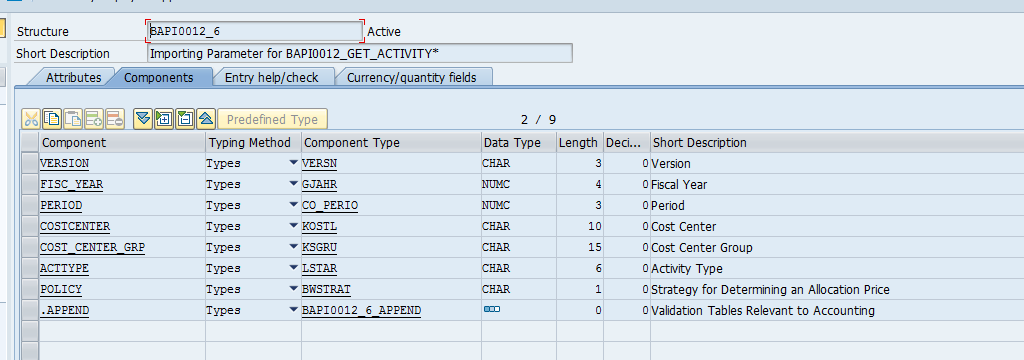 Structure BAPI0012_6 Active
Short Description Importing Parameter for BAPI0012_GET_ACTIVITY*
Attributes Components Entry help/check Currency/quantity fields
Predefined Type 2 / 9
Component Typing Method Component Type Data Type Length Deci... Short Description
VERSION Types VERSN CHAR 3 0 Version
FISC_YEAR Types GJAHR NUMC 4 0 Fiscal Year
PERIOD Types CO_PERIO NUMC 3 0 Period
COSTCENTER Types KOSTL CHAR 10 0 Cost Center
COST_CENTER_GRP Types KSGRU CHAR 15 0 Cost Center Group
ACTTYPE Types LSTAR CHAR 6 0 Activity Type
POLICY Types BWSTRAT CHAR 1 0 Strategy for Determining an Allocation Price
.APPEND Types BAPI0012_6_APPEND 0 0 Validation Tables Relevant to Accounting